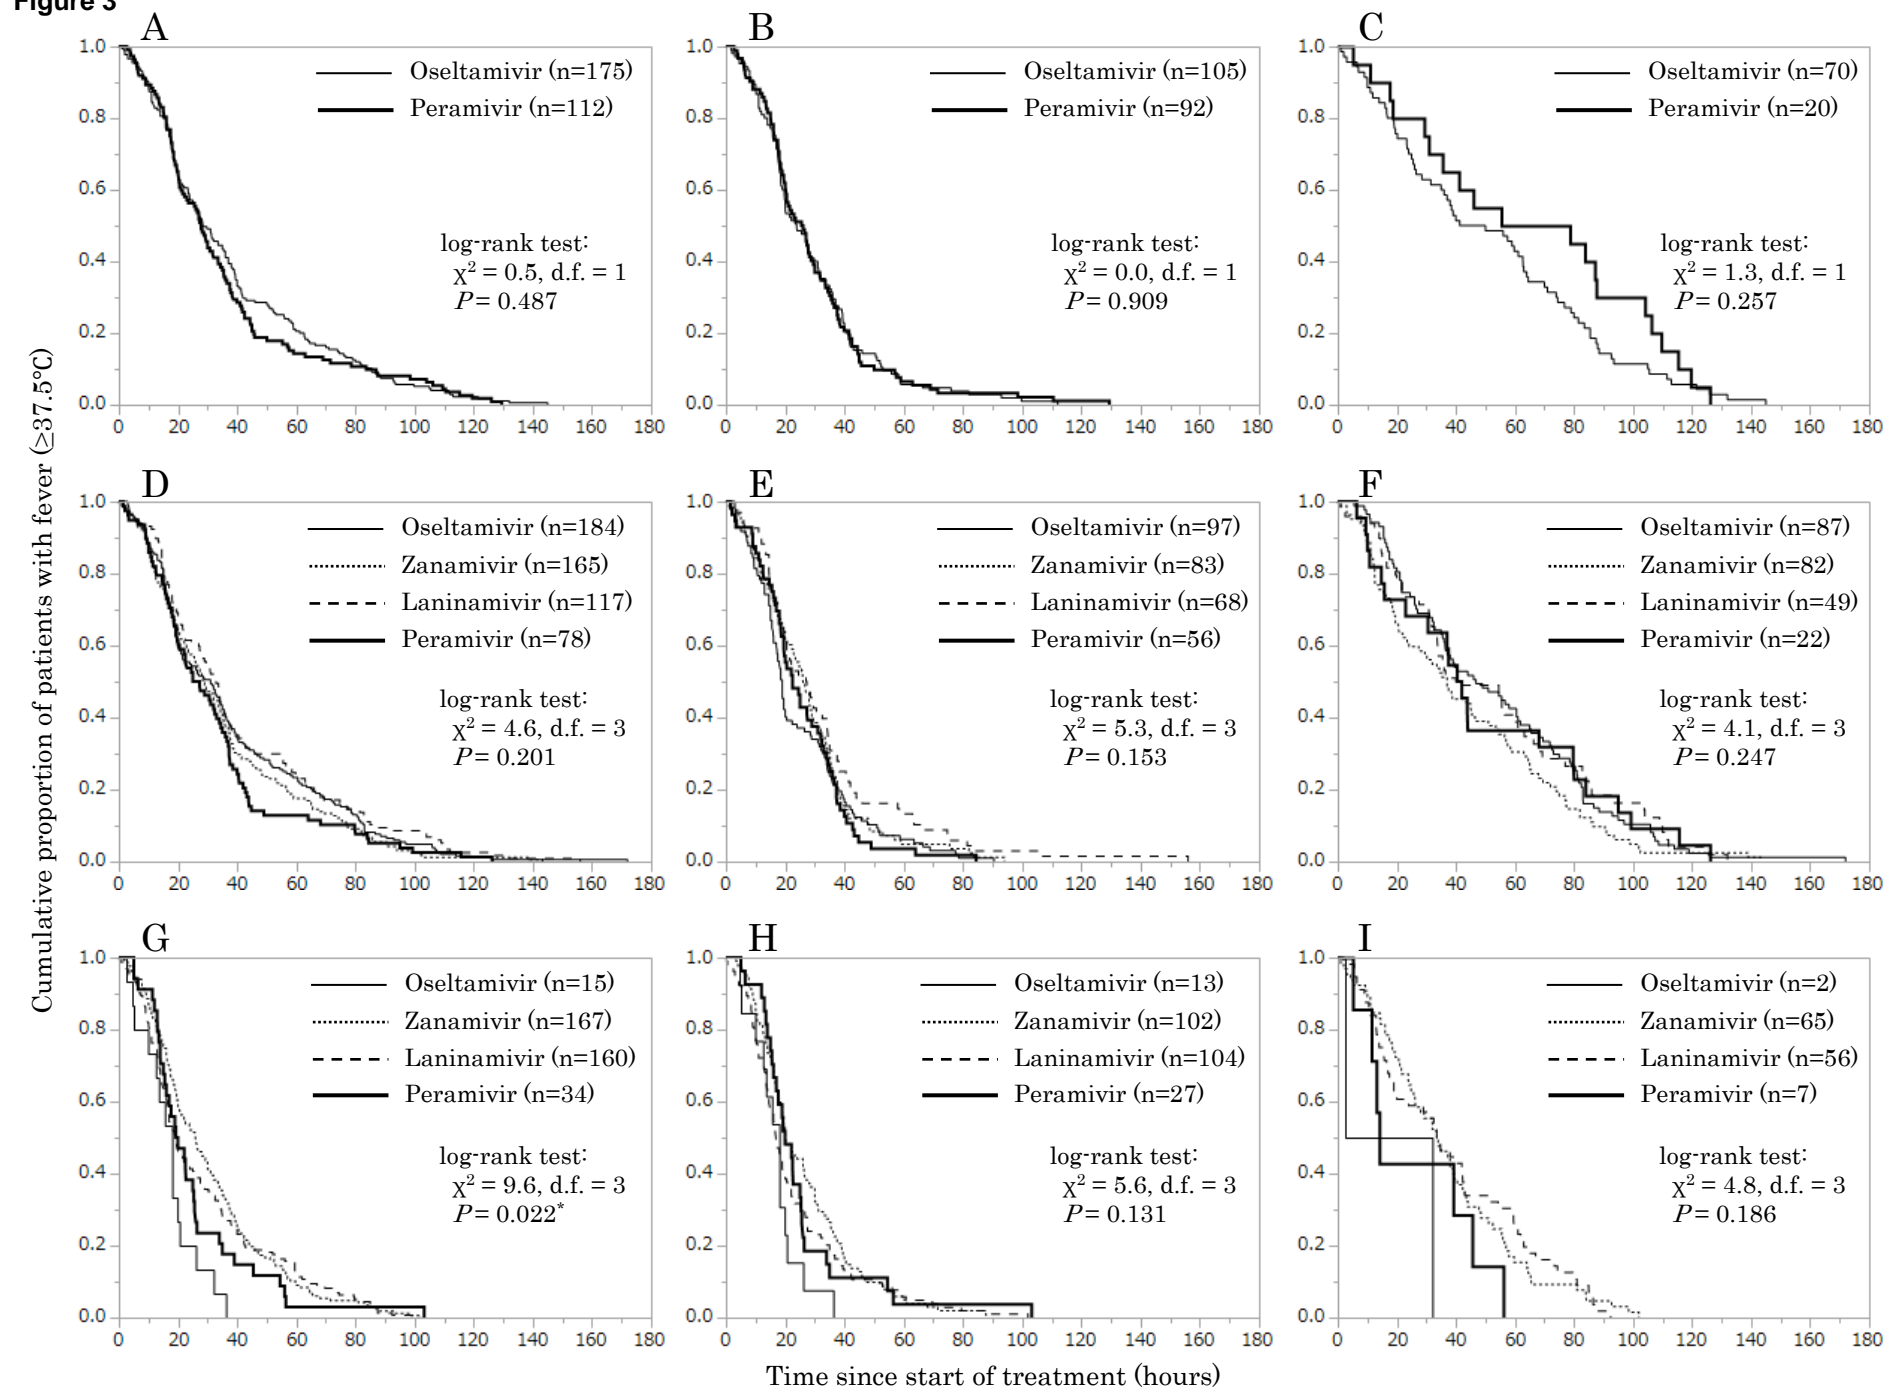 Figure 3
Cumulative proportion of patients with fever (≥37.5°C)
A
1.0
0.8
0.6
0.4
0.2
0.0
0 20 40 60 80 100 120 140 160 180
Oseltamivir (n=175)
Peramivir (n=112)
log-rank test:
χ² = 0.5, d.f. = 1
P = 0.487
B
1.0
0.8
0.6
0.4
0.2
0.0
0 20 40 60 80 100 120 140 160 180
Oseltamivir (n=105)
Peramivir (n=92)
log-rank test:
χ² = 0.0, d.f. = 1
P = 0.909
C
1.0
0.8
0.6
0.4
0.2
0.0
0 20 40 60 80 100 120 140 160 180
Oseltamivir (n=70)
Peramivir (n=20)
log-rank test:
χ² = 1.3, d.f. = 1
P = 0.257
D
1.0
0.8
0.6
0.4
0.2
0.0
0 20 40 60 80 100 120 140 160 180
Oseltamivir (n=184)
Zanamivir (n=165)
Laninamivir (n=117)
Peramivir (n=78)
log-rank test:
χ² = 4.6, d.f. = 3
P = 0.201
E
1.0
0.8
0.6
0.4
0.2
0.0
0 20 40 60 80 100 120 140 160 180
Oseltamivir (n=97)
Zanamivir (n=83)
Laninamivir (n=68)
Peramivir (n=56)
log-rank test:
χ² = 5.3, d.f. = 3
P = 0.153
F
1.0
0.8
0.6
0.4
0.2
0.0
0 20 40 60 80 100 120 140 160 180
Oseltamivir (n=87)
Zanamivir (n=82)
Laninamivir (n=49)
Peramivir (n=22)
log-rank test:
χ² = 4.1, d.f. = 3
P = 0.247
G
1.0
0.8
0.6
0.4
0.2
0.0
0 20 40 60 80 100 120 140 160 180
Oseltamivir (n=15)
Zanamivir (n=167)
Laninamivir (n=160)
Peramivir (n=34)
log-rank test:
χ² = 9.6, d.f. = 3
P = 0.022*
H
1.0
0.8
0.6
0.4
0.2
0.0
0 20 40 60 80 100 120 140 160 180
Oseltamivir (n=13)
Zanamivir (n=102)
Laninamivir (n=104)
Peramivir (n=27)
log-rank test:
χ² = 5.6, d.f. = 3
P = 0.131
I
1.0
0.8
0.6
0.4
0.2
0.0
0 20 40 60 80 100 120 140 160 180
Oseltamivir (n=2)
Zanamivir (n=65)
Laninamivir (n=56)
Peramivir (n=7)
log-rank test:
χ² = 4.8, d.f. = 3
P = 0.186
Time since start of treatment (hours)